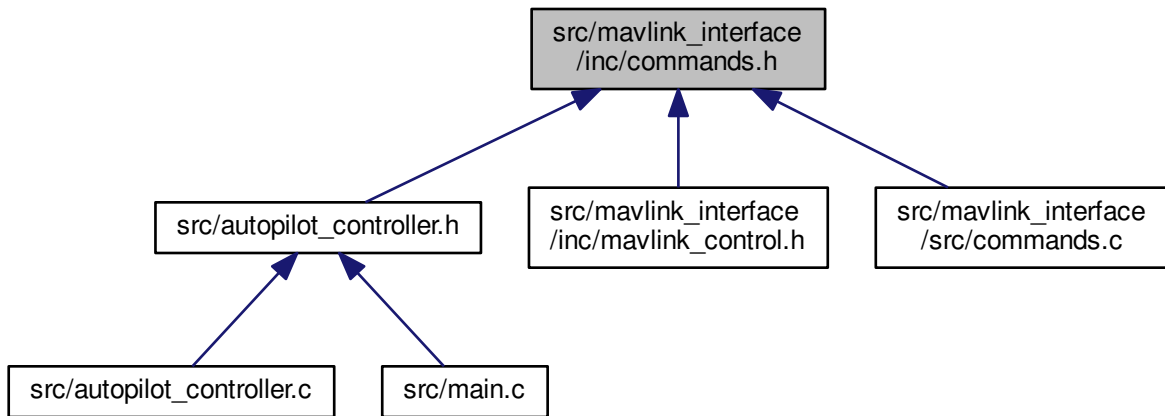 src/mavlink_interface
/inc/commands.h
src/autopilot_controller.h
src/mavlink_interface
/inc/mavlink_control.h
src/mavlink_interface
/src/commands.c
src/autopilot_controller.c
src/main.c